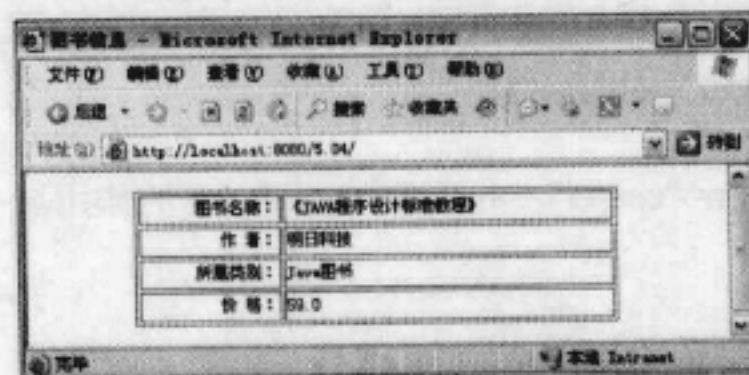 图书信息 - Microsoft Internet Explorer
文件(F) 编辑(E) 查看(V) 收藏(A) 工具(T) 帮助(H)
后退 搜索 收藏夹
地址(D) http://localhost:8080/5.04/ 转到
图书名称： 《JAVA程序设计标准教程》
作 者： 明日科技
所属类别： Java图书
价 格： 59.0
完毕 本地 Intranet